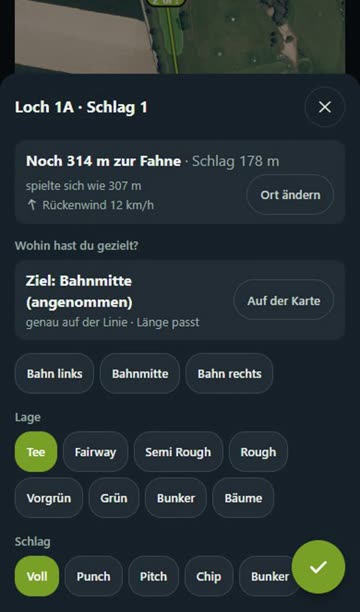 Loch 1A · Schlag 1
Noch 314 m zur Fahne · Schlag 178 m
spielte sich wie 307 m
Rückenwind 12 km/h
Ort ändern
Wohin hast du gezielt?
Ziel: Bahnmitte
(angenommen)
genau auf der Linie · Länge passt
Auf der Karte
Bahn links
Bahnmitte
Bahn rechts
Lage
Tee
Fairway
Semi Rough
Rough
Vorgrün
Grün
Bunker
Bäume
Schlag
Voll
Punch
Pitch
Chip
Bunker